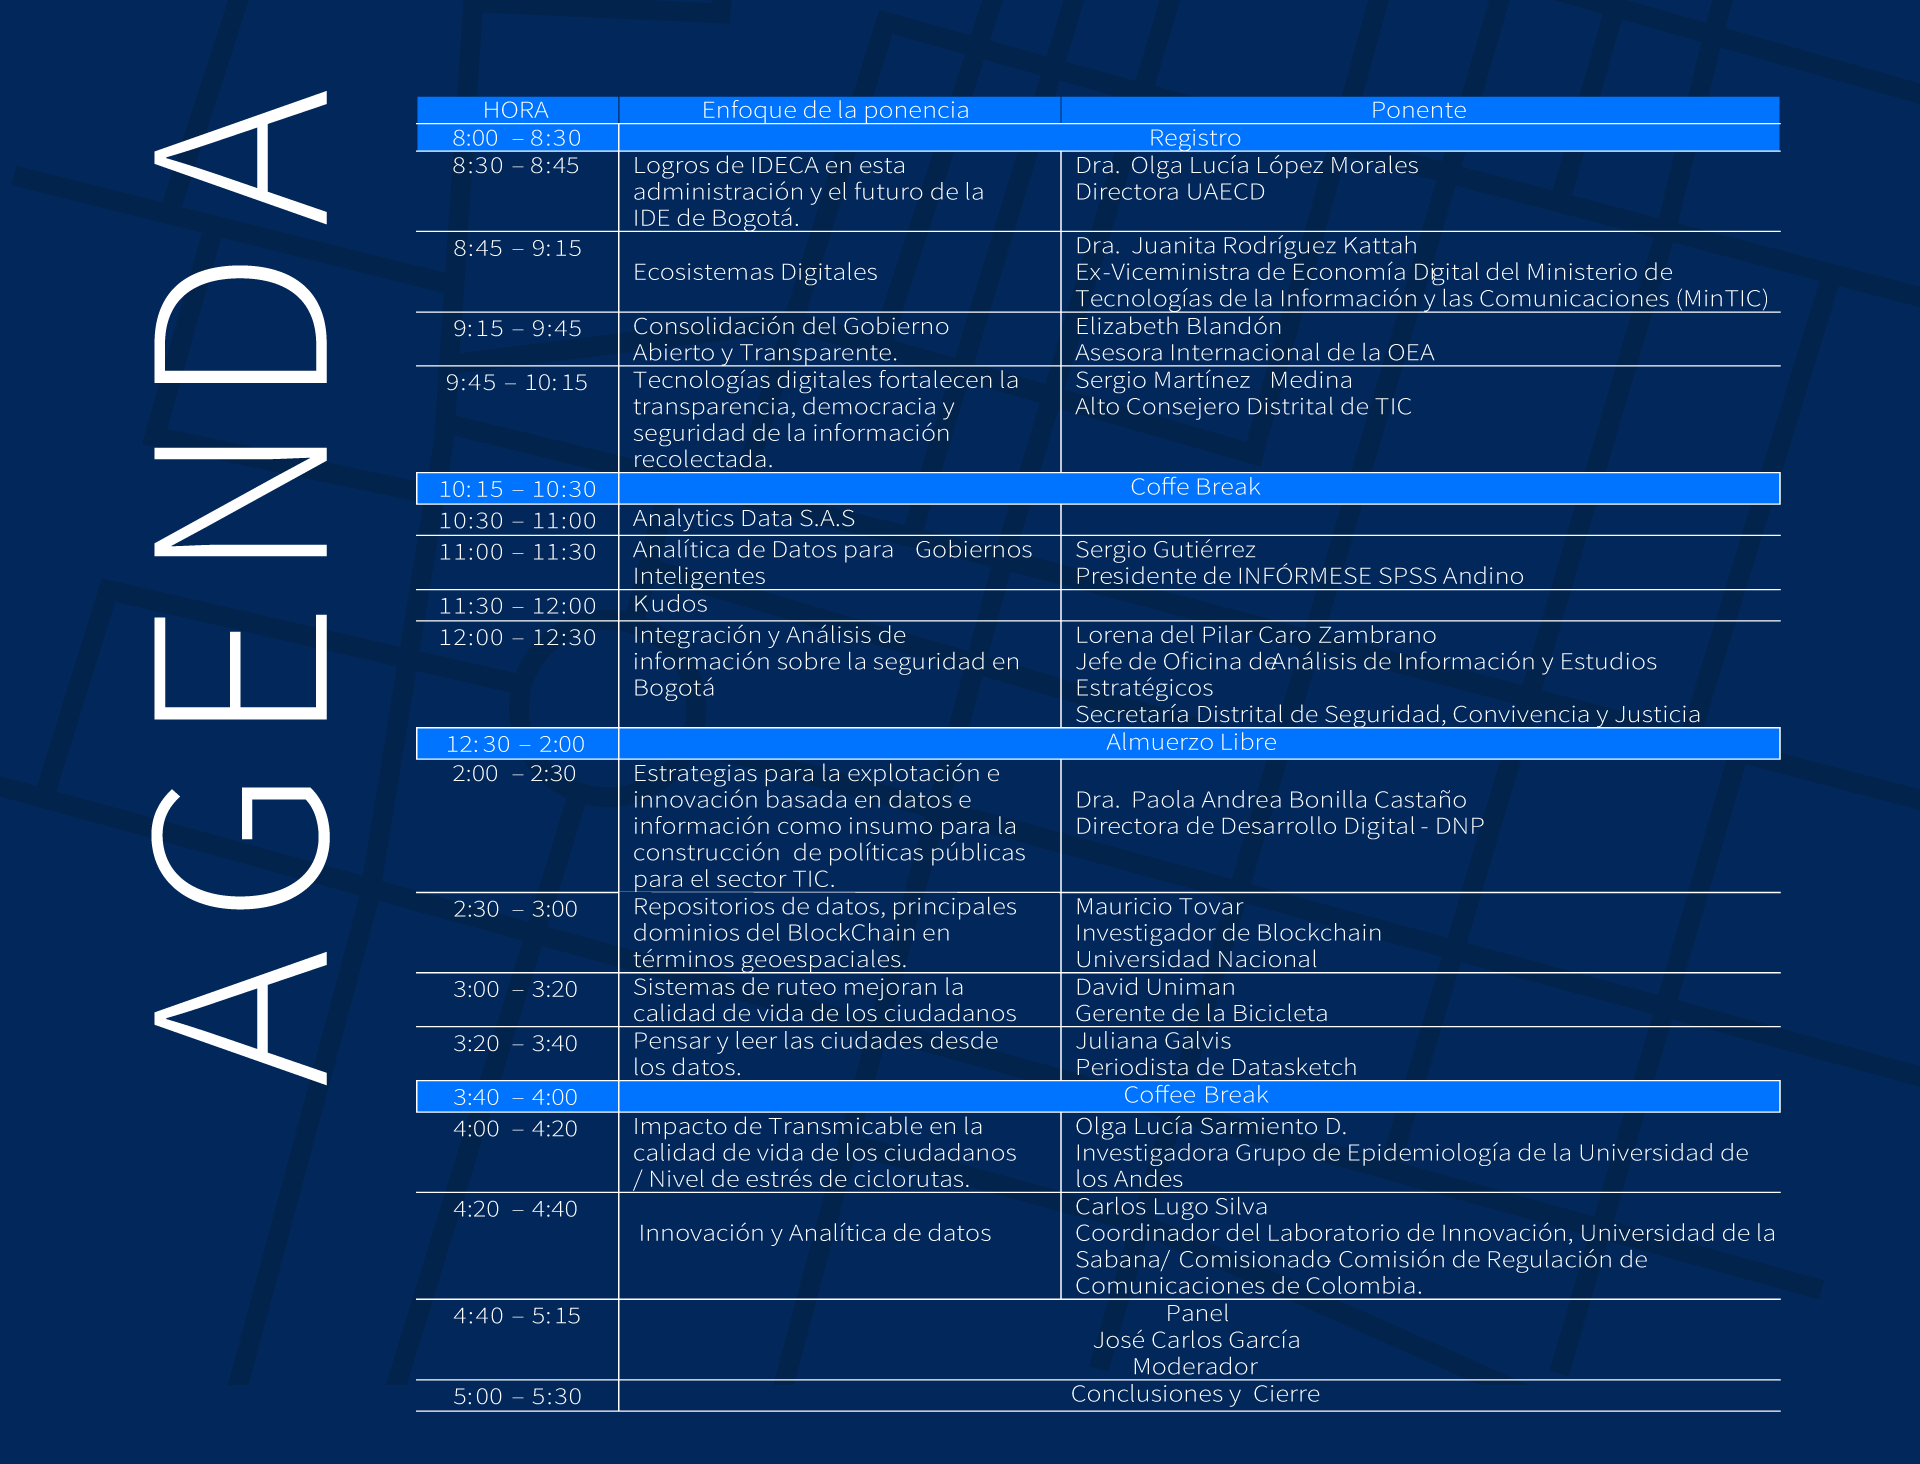 AGENDA
HORA Enfoque de la ponencia Ponente
8:00 – 8:30 Registro
8:30 – 8:45 Logros de IDECA en esta Dra. Olga Lucía López Morales
administración y el futuro de la Directora UAECD
IDE de Bogotá.
8:45 – 9:15 Dra. Juanita Rodríguez Kattah
Ecosistemas Digitales Ex-Viceministra de Economía Digital del Ministerio de
Tecnologías de la Información y las Comunicaciones (MinTIC)
9:15 – 9:45 Consolidación del Gobierno Elizabeth Blandón
Abierto y Transparente. Asesora Internacional de la OEA
9:45 – 10:15 Tecnologías digitales fortalecen la Sergio Martínez Medina
transparencia, democracia y Alto Consejero Distrital de TIC
seguridad de la información
recolectada.
10:15 – 10:30 Coffe Break
10:30 – 11:00 Analytics Data S.A.S
11:00 – 11:30 Analítica de Datos para Gobiernos Sergio Gutiérrez
Inteligentes Presidente de INFÓRMESE SPSS Andino
11:30 – 12:00 Kudos
12:00 – 12:30 Integración y Análisis de Lorena del Pilar Caro Zambrano
información sobre la seguridad en Jefe de Oficina de Análisis de Información y Estudios
Bogotá Estratégicos
Secretaría Distrital de Seguridad, Convivencia y Justicia
12:30 – 2:00 Almuerzo Libre
2:00 – 2:30 Estrategias para la explotación e
innovación basada en datos e Dra. Paola Andrea Bonilla Castaño
información como insumo para la Directora de Desarrollo Digital - DNP
construcción de políticas públicas
para el sector TIC.
2:30 – 3:00 Repositorios de datos, principales Mauricio Tovar
dominios del BlockChain en Investigador de Blockchain
términos geoespaciales. Universidad Nacional
3:00 – 3:20 Sistemas de ruteo mejoran la David Uniman
calidad de vida de los ciudadanos Gerente de la Bicicleta
3:20 – 3:40 Pensar y leer las ciudades desde Juliana Galvis
los datos. Periodista de Datasketch
3:40 – 4:00 Coffee Break
4:00 – 4:20 Impacto de Transmicable en la Olga Lucía Sarmiento D.
calidad de vida de los ciudadanos Investigadora Grupo de Epidemiología de la Universidad de
/ Nivel de estrés de ciclorutas. los Andes
4:20 – 4:40 Carlos Lugo Silva
Innovación y Analítica de datos Coordinador del Laboratorio de Innovación, Universidad de la
Sabana/ Comisionado - Comisión de Regulación de
Comunicaciones de Colombia.
4:40 – 5:15 Panel
José Carlos García
Moderador
5:00 – 5:30 Conclusiones y Cierre